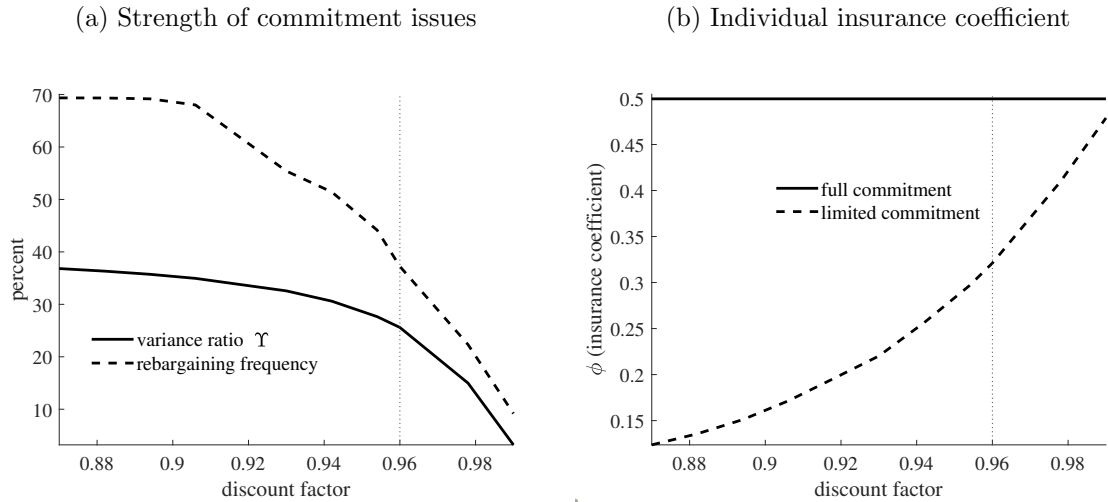 (a) Strength of commitment issues
70
60
50
40
30
20
10
percent
variance ratio ϒ
rebargaining frequency
0.88 0.9 0.92 0.94 0.96 0.98
discount factor
(b) Individual insurance coefficient
0.5
0.45
0.4
0.35
0.3
0.25
0.2
0.15
ϕ (insurance coefficient)
full commitment
limited commitment
0.88 0.9 0.92 0.94 0.96 0.98
discount factor